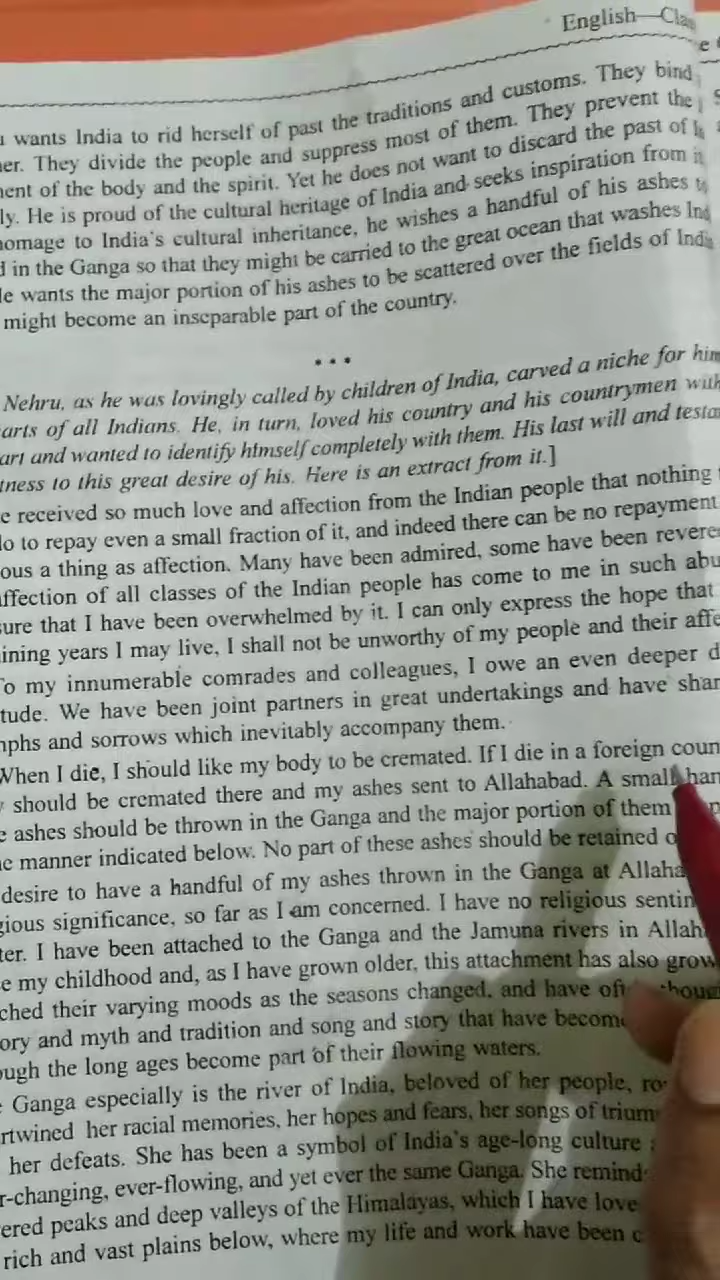 English—Clas
e
wants India to rid herself of past the traditions and customs. They bind
er. They divide the people and suppress most of them. They prevent the
ent of the body and the spirit. Yet he does not want to discard the past of
ly. He is proud of the cultural heritage of India and seeks inspiration from
homage to India's cultural inheritance, he wishes a handful of his ashes
d in the Ganga so that they might be carried to the great ocean that washes Ind
He wants the major portion of his ashes to be scattered over the fields of India
might become an inseparable part of the country.
• • •
Nehru, as he was lovingly called by children of India, carved a niche for him
arts of all Indians. He, in turn, loved his country and his countrymen with
art and wanted to identify himself completely with them. His last will and testa
tness to this great desire of his. Here is an extract from it.]
e received so much love and affection from the Indian people that nothing
do to repay even a small fraction of it, and indeed there can be no repayment
ous a thing as affection. Many have been admired, some have been revere
affection of all classes of the Indian people has come to me in such abu
sure that I have been overwhelmed by it. I can only express the hope that
ining years I may live, I shall not be unworthy of my people and their affe
To my innumerable comrades and colleagues, I owe an even deeper d
tude. We have been joint partners in great undertakings and have shar
mphs and sorrows which inevitably accompany them.
When I die, I should like my body to be cremated. If I die in a foreign coun
should be cremated there and my ashes sent to Allahabad. A small han
e ashes should be thrown in the Ganga and the major portion of them
e manner indicated below. No part of these ashes should be retained o
desire to have a handful of my ashes thrown in the Ganga at Allaha
gious significance, so far as I am concerned. I have no religious sentin
ter. I have been attached to the Ganga and the Jamuna rivers in Allah
e my childhood and, as I have grown older, this attachment has also grow
ched their varying moods as the seasons changed, and have oft thoug
ory and myth and tradition and song and story that have become
ough the long ages become part of their flowing waters.
Ganga especially is the river of India, beloved of her people, ro
rtwined her racial memories, her hopes and fears, her songs of trium
her defeats. She has been a symbol of India's age-long culture
r-changing, ever-flowing, and yet ever the same Ganga. She remind
ered peaks and deep valleys of the Himalayas, which I have love
rich and vast plains below, where my life and work have been c